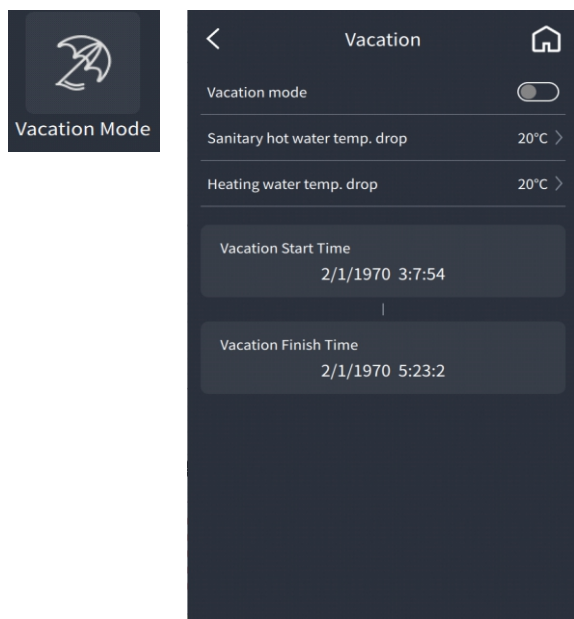 Vacation Mode
Vacation
Vacation mode
Sanitary hot water temp. drop 20°C
Heating water temp. drop 20°C
Vacation Start Time
2/1/1970 3:7:54
Vacation Finish Time
2/1/1970 5:23:2